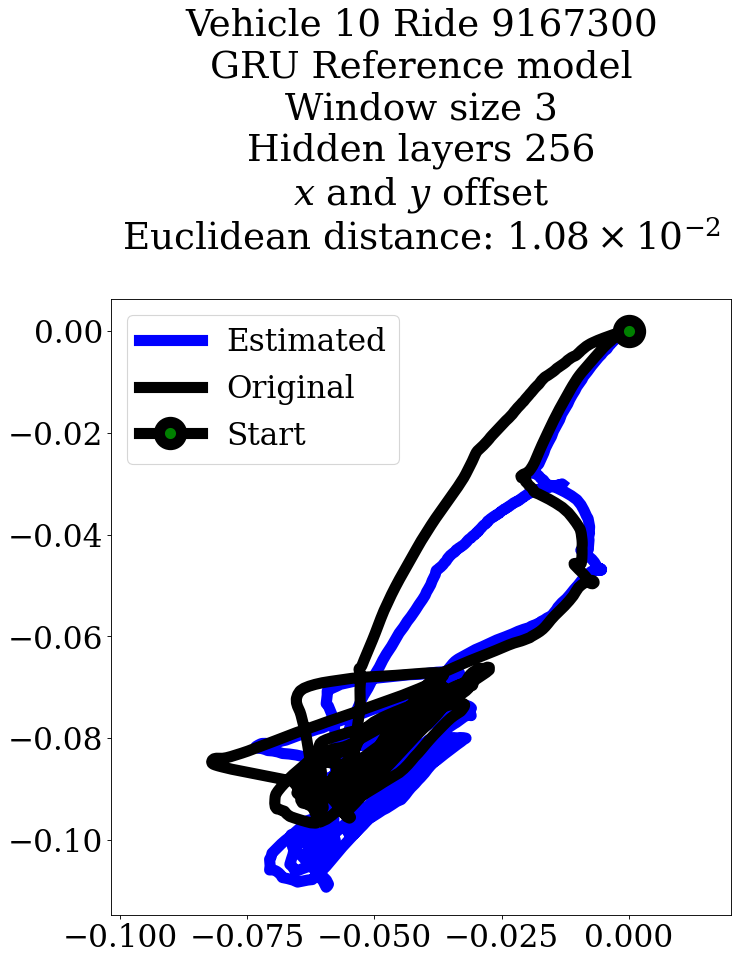 Vehicle 10 Ride 9167300
GRU Reference model
Window size 3
Hidden layers 256
x and y offset
Euclidean distance: 1.08 × 10⁻²
Estimated
Original
Start
0.00
−0.02
−0.04
−0.06
−0.08
−0.10
−0.100 −0.075 −0.050 −0.025 0.000